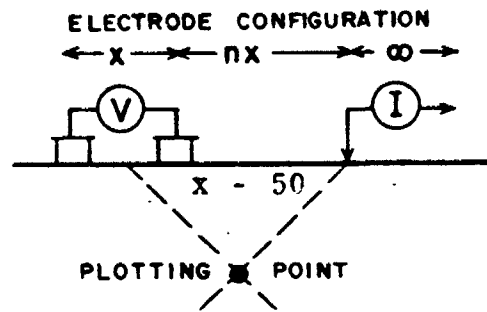 ELECTRODE CONFIGURATION
x nx ∞
V I
x - 50
PLOTTING POINT